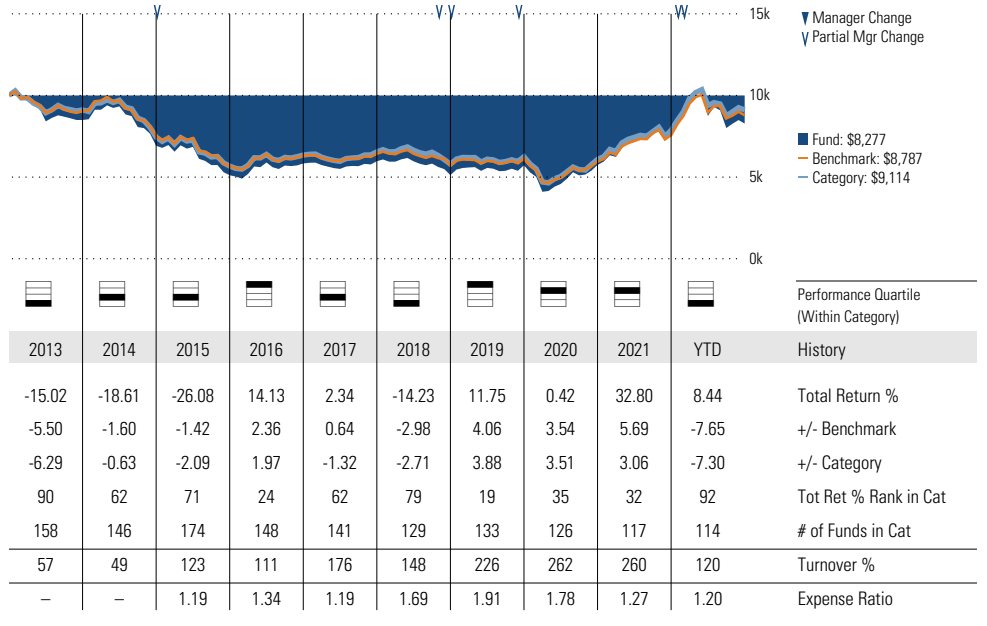 15k
Manager Change
Partial Mgr Change
10k
Fund: $8,277
Benchmark: $8,787
Category: $9,114
5k
0k
Performance Quartile
(Within Category)
2013 2014 2015 2016 2017 2018 2019 2020 2021 YTD History
-15.02 -18.61 -26.08 14.13 2.34 -14.23 11.75 0.42 32.80 8.44 Total Return %
-5.50 -1.60 -1.42 2.36 0.64 -2.98 4.06 3.54 5.69 -7.65 +/- Benchmark
-6.29 -0.63 -2.09 1.97 -1.32 -2.71 3.88 3.51 3.06 -7.30 +/- Category
90 62 71 24 62 79 19 35 32 92 Tot Ret % Rank in Cat
158 146 174 148 141 129 133 126 117 114 # of Funds in Cat
57 49 123 111 176 148 226 262 260 120 Turnover %
– – 1.19 1.34 1.19 1.69 1.91 1.78 1.27 1.20 Expense Ratio